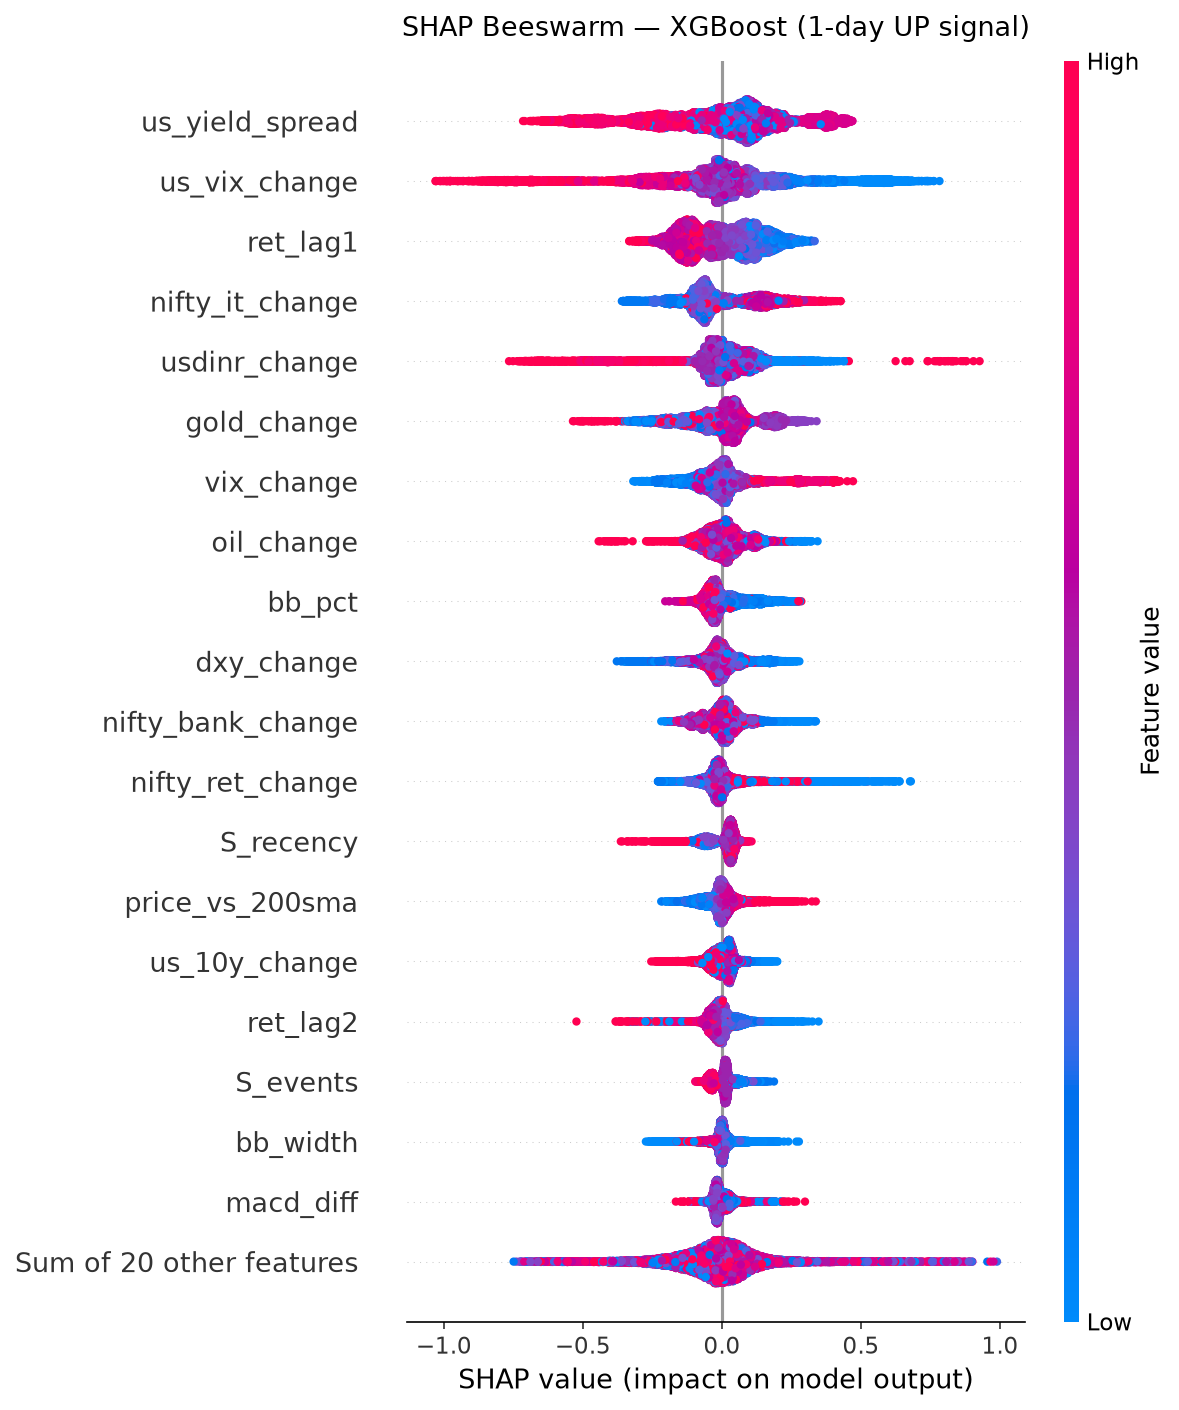 SHAP Beeswarm — XGBoost (1-day UP signal)
High
us_yield_spread
us_vix_change
ret_lag1
nifty_it_change
usdinr_change
gold_change
vix_change
oil_change
bb_pct
dxy_change
nifty_bank_change
nifty_ret_change
S_recency
price_vs_200sma
us_10y_change
ret_lag2
S_events
bb_width
macd_diff
Sum of 20 other features
Feature value
Low
−1.0 −0.5 0.0 0.5 1.0
SHAP value (impact on model output)